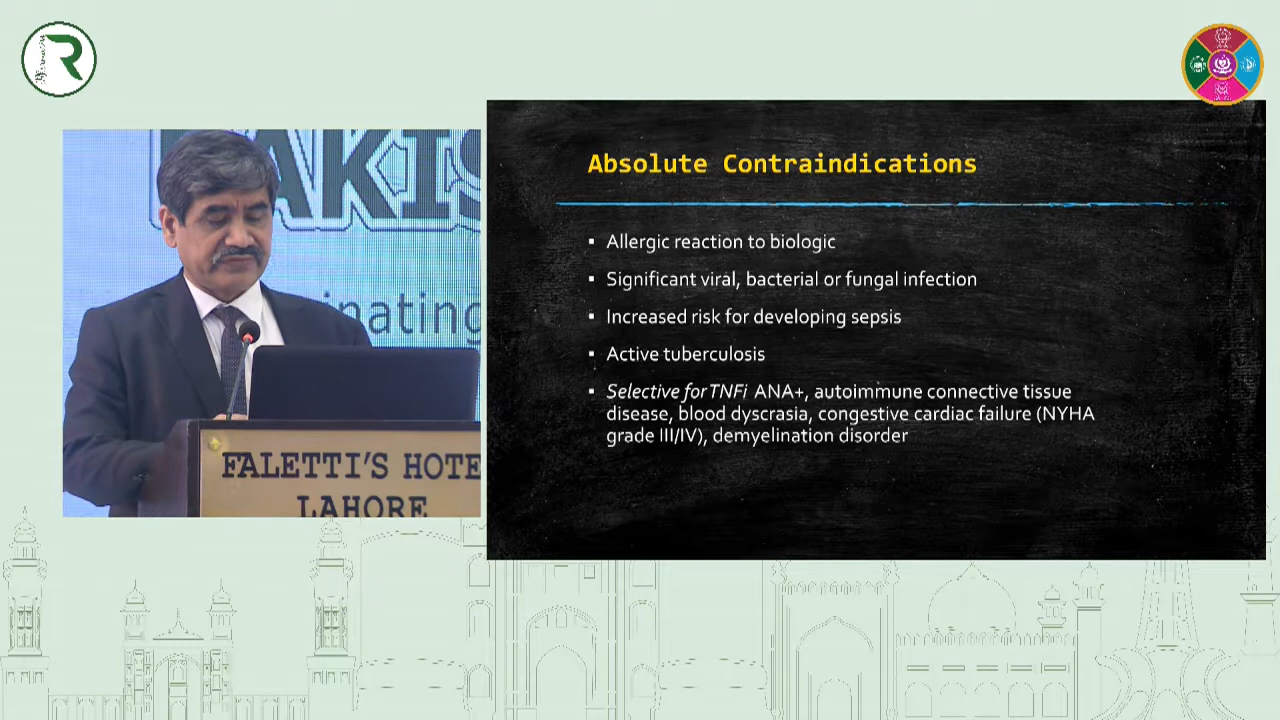 R
PAKIS
inating
FALETTI'S HOTE
LAHORE
Absolute Contraindications
▪ Allergic reaction to biologic
▪ Significant viral, bacterial or fungal infection
▪ Increased risk for developing sepsis
▪ Active tuberculosis
▪ Selective for TNFi ANA+, autoimmune connective tissue
disease, blood dyscrasia, congestive cardiac failure (NYHA
grade III/IV), demyelination disorder